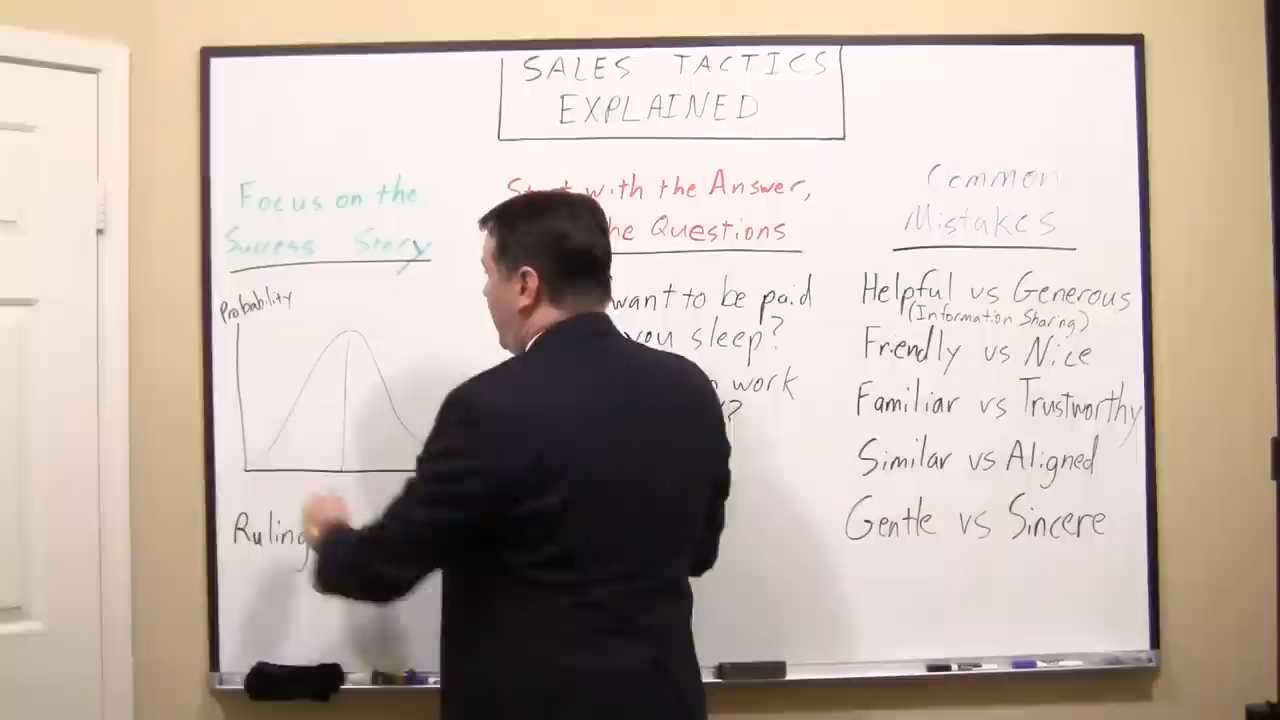 SALES TACTICS
EXPLAINED
Focus on the
Success Story
Probability
Ruling
with the Answer,
Questions
want to be paid
you sleep?
work
?
Common
Mistakes
Helpful vs Generous
(Information Sharing)
Friendly vs Nice
Familiar vs Trustworthy
Similar vs Aligned
Gentle vs Sincere